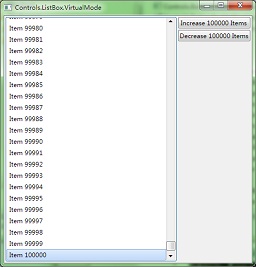 Controls.ListBox.VirtualMode
Item 99980
Item 99981
Item 99982
Item 99983
Item 99984
Item 99985
Item 99986
Item 99987
Item 99988
Item 99989
Item 99990
Item 99991
Item 99992
Item 99993
Item 99994
Item 99995
Item 99996
Item 99997
Item 99998
Item 99999
Item 100000
Increase 100000 Items
Decrease 100000 Items